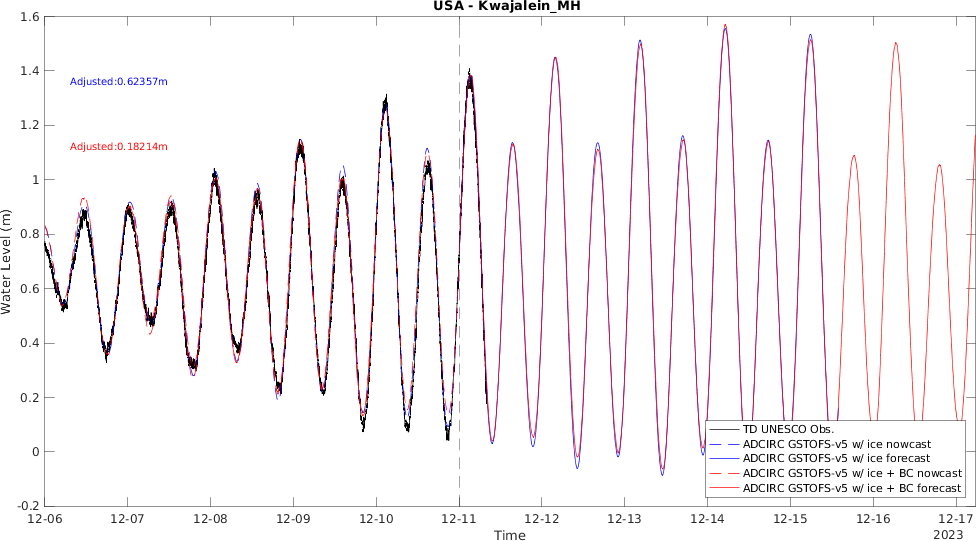 USA - Kwajalein_MH
Water Level (m)
1.6
1.4
1.2
1
0.8
0.6
0.4
0.2
0
-0.2
Adjusted:0.62357m
Adjusted:0.18214m
TD UNESCO Obs.
ADCIRC GSTOFS-v5 w/ ice nowcast
ADCIRC GSTOFS-v5 w/ ice forecast
ADCIRC GSTOFS-v5 w/ ice + BC nowcast
ADCIRC GSTOFS-v5 w/ ice + BC forecast
12-06 12-07 12-08 12-09 12-10 12-11 12-12 12-13 12-14 12-15 12-16 12-17
Time
2023